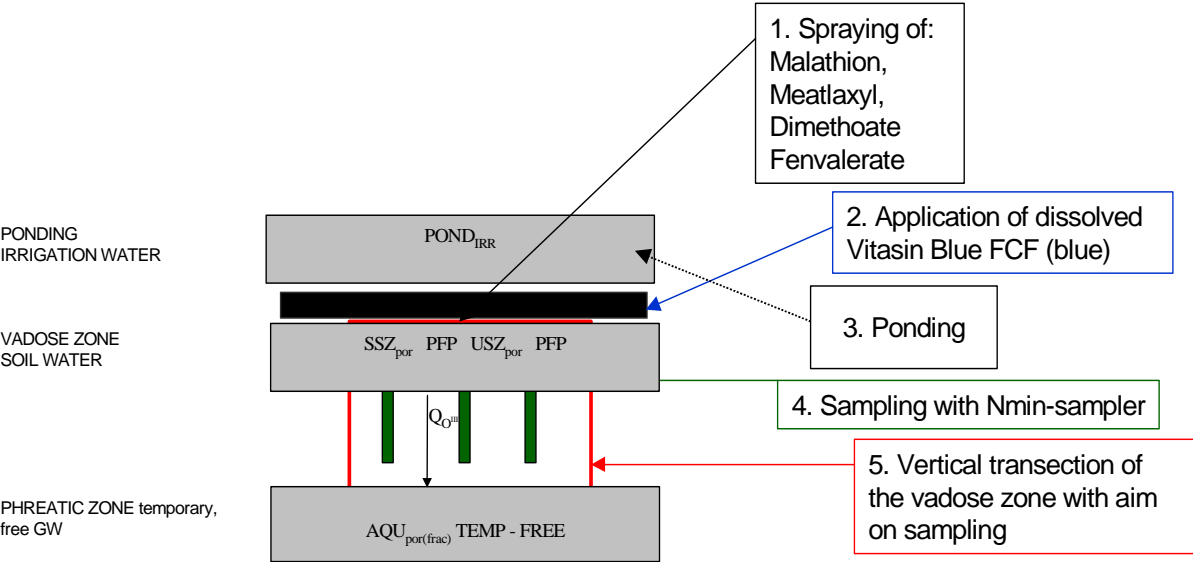 1. Spraying of:
Malathion,
Meatlaxyl,
Dimethoate
Fenvalerate
2. Application of dissolved
Vitasin Blue FCF (blue)
PONDING
IRRIGATION WATER
POND_IRR
3. Ponding
VADOSE ZONE
SOIL WATER
SSZ_por PFP USZ_por PFP
4. Sampling with Nmin-sampler
Q_O^III
5. Vertical transection of
the vadose zone with aim
on sampling
PHREATIC ZONE temporary,
free GW
AQU_por(frac) TEMP - FREE